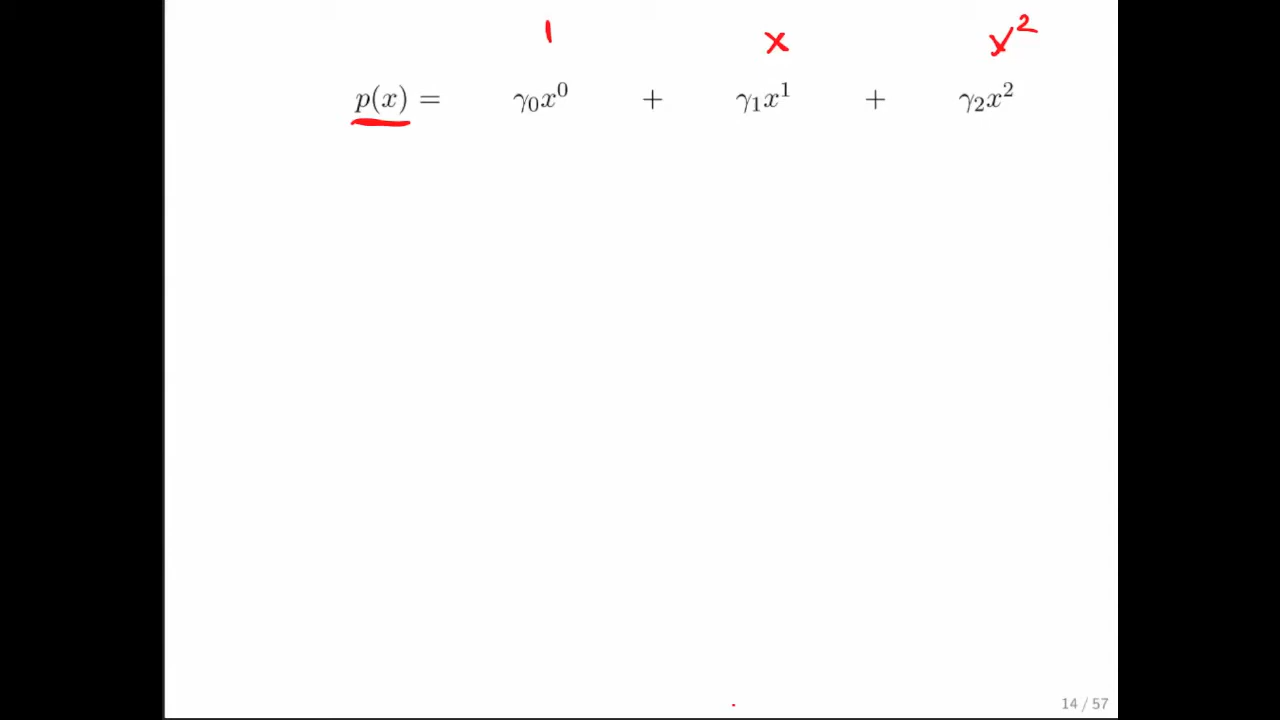 1 x x²
p(x) = γ₀x⁰ + γ₁x¹ + γ₂x²
14 / 57